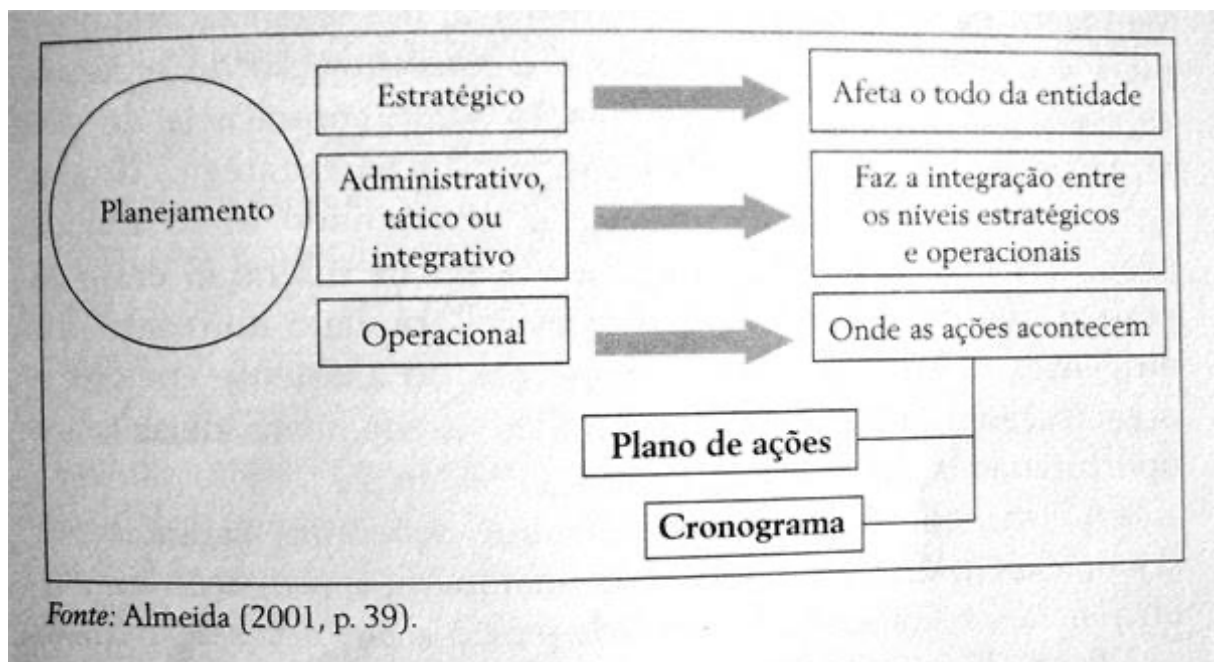 Planejamento
Estratégico
Afeta o todo da entidade
Administrativo,
tático ou
integrativo
Faz a integração entre
os níveis estratégicos
e operacionais
Operacional
Onde as ações acontecem
Plano de ações
Cronograma
Fonte: Almeida (2001, p. 39).